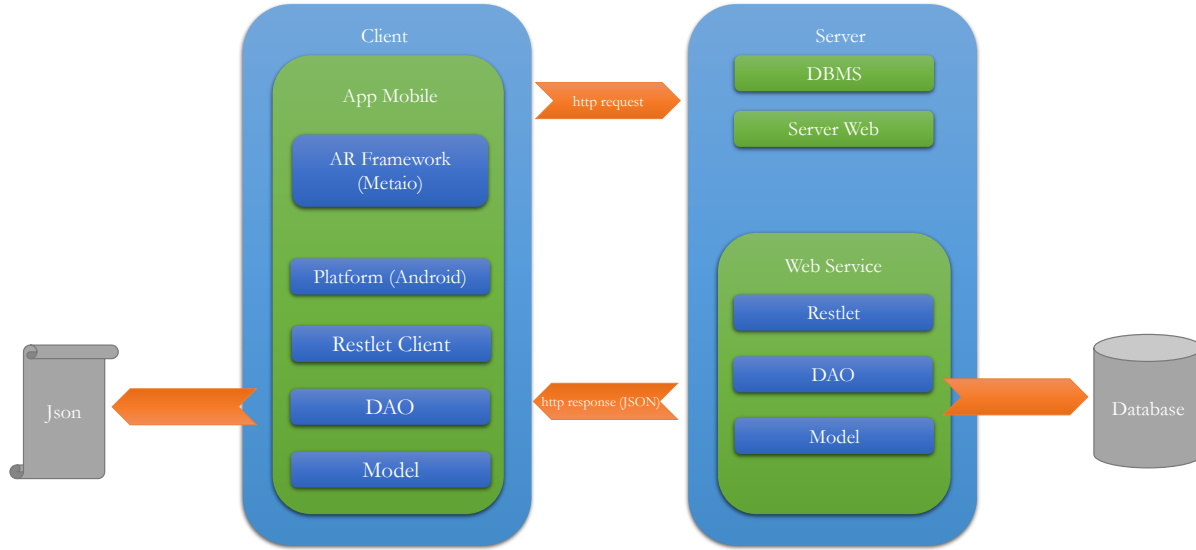 Client
App Mobile
AR Framework
(Metaio)
Platform (Android)
Restlet Client
DAO
Model
Json
http request
http response (JSON)
Server
DBMS
Server Web
Web Service
Restlet
DAO
Model
Database